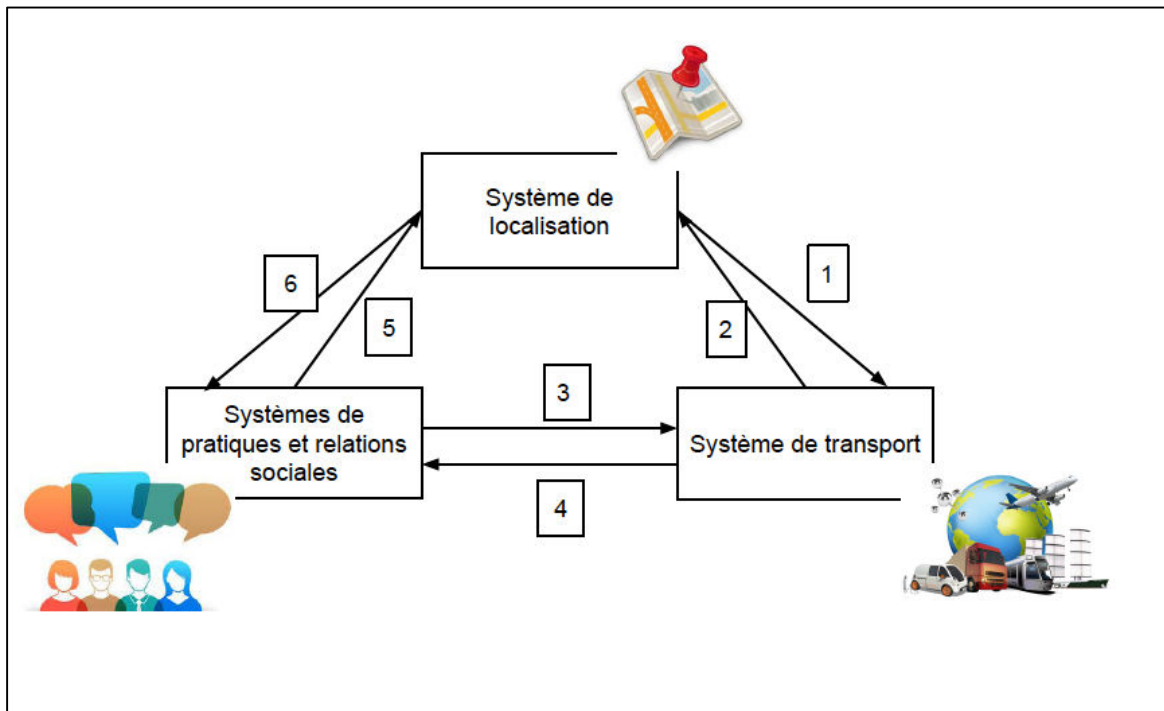 Système de
localisation
6
1
5
2
Systèmes de
pratiques et relations
sociales
3
Système de transport
4